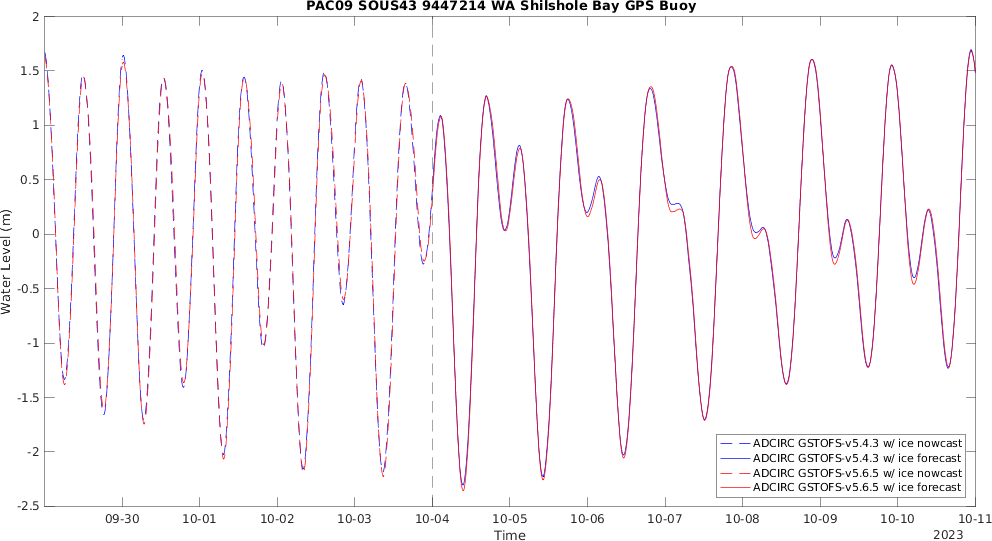 PAC09 SOUS43 9447214 WA Shilshole Bay GPS Buoy
Water Level (m)
2
1.5
1
0.5
0
-0.5
-1
-1.5
-2
-2.5
ADCIRC GSTOFS-v5.4.3 w/ ice nowcast
ADCIRC GSTOFS-v5.4.3 w/ ice forecast
ADCIRC GSTOFS-v5.6.5 w/ ice nowcast
ADCIRC GSTOFS-v5.6.5 w/ ice forecast
09-30 10-01 10-02 10-03 10-04 10-05 10-06 10-07 10-08 10-09 10-10 10-11
Time
2023